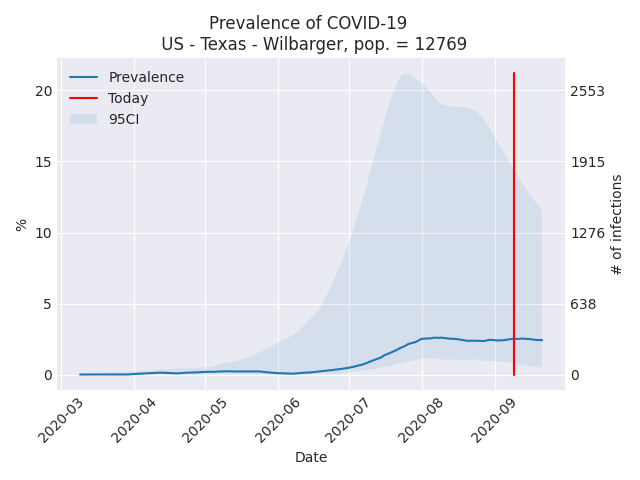 Prevalence of COVID-19
US - Texas - Wilbarger, pop. = 12769
Prevalence
Today
95CI
%
20
15
10
5
0
2553
1915
1276
638
0
# of infections
2020-03
2020-04
2020-05
2020-06
2020-07
2020-08
2020-09
Date